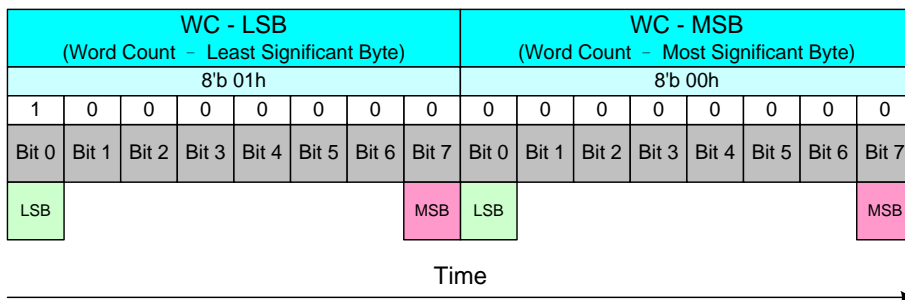 WC - LSB WC - MSB
(Word Count – Least Significant Byte) (Word Count – Most Significant Byte)
8'b 01h 8'b 00h
1 0 0 0 0 0 0 0 0 0 0 0 0 0 0 0
Bit 0 Bit 1 Bit 2 Bit 3 Bit 4 Bit 5 Bit 6 Bit 7 Bit 0 Bit 1 Bit 2 Bit 3 Bit 4 Bit 5 Bit 6 Bit 7
LSB MSB LSB MSB
Time